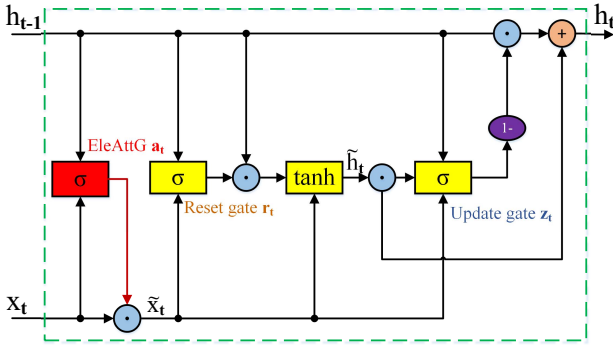 h_{t-1}
h_t
·
+
1-
EleAttG a_t
σ
σ
·
tanh
h̃_t
·
σ
Reset gate r_t
Update gate z_t
x_t
·
x̃_t